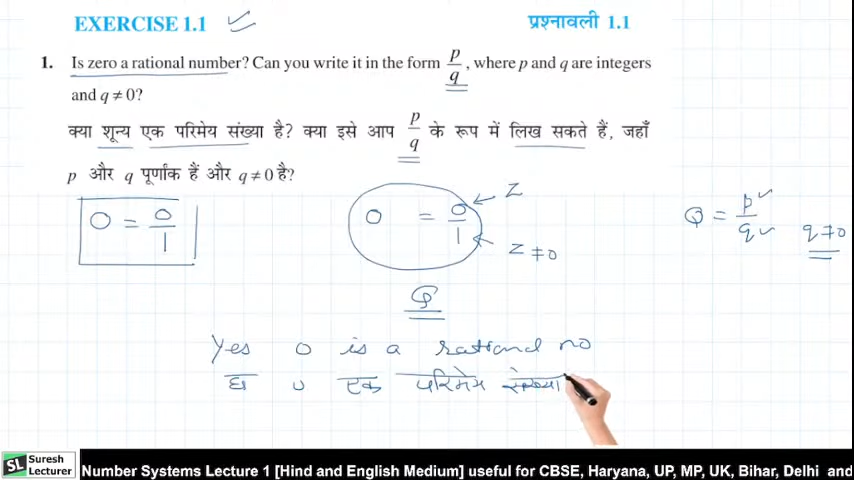 EXERCISE 1.1 प्रश्नावली 1.1
1. Is zero a rational number? Can you write it in the form p/q, where p and q are integers
and q ≠ 0?
क्या शून्य एक परिमेय संख्या है? क्या इसे आप p/q के रूप में लिख सकते हैं, जहाँ
p और q पूर्णांक हैं और q ≠ 0 है?
0 = 0/1 0 = 0/1 Z Z ≠ 0 Q = p/q q ≠ 0
Q
Yes 0 is a rational no
0 एक परिमेय संख्या
SL Suresh Lecturer
Number Systems Lecture 1 [Hind and English Medium] useful for CBSE, Haryana, UP, MP, UK, Bihar, Delhi and